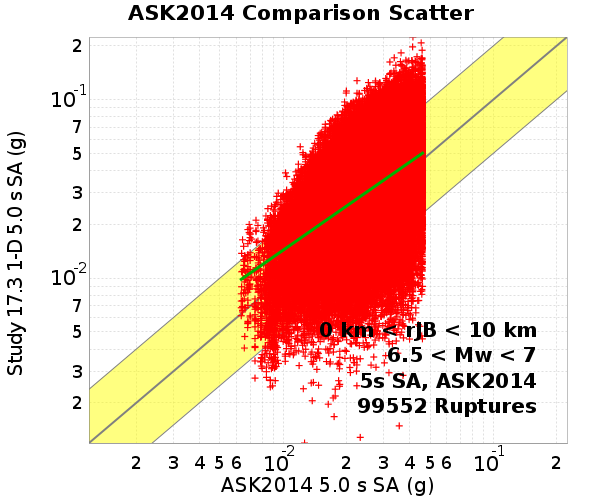 ASK2014 Comparison Scatter
Study 17.3 1-D 5.0 s SA (g)
2
10-1
7
5
3
2
10-2
7
5
3
2
0 km < rJB < 10 km
6.5 < Mw < 7
5s SA, ASK2014
99552 Ruptures
2 3 4 5 6 10-2 2 3 4 5 6 10-1 2
ASK2014 5.0 s SA (g)